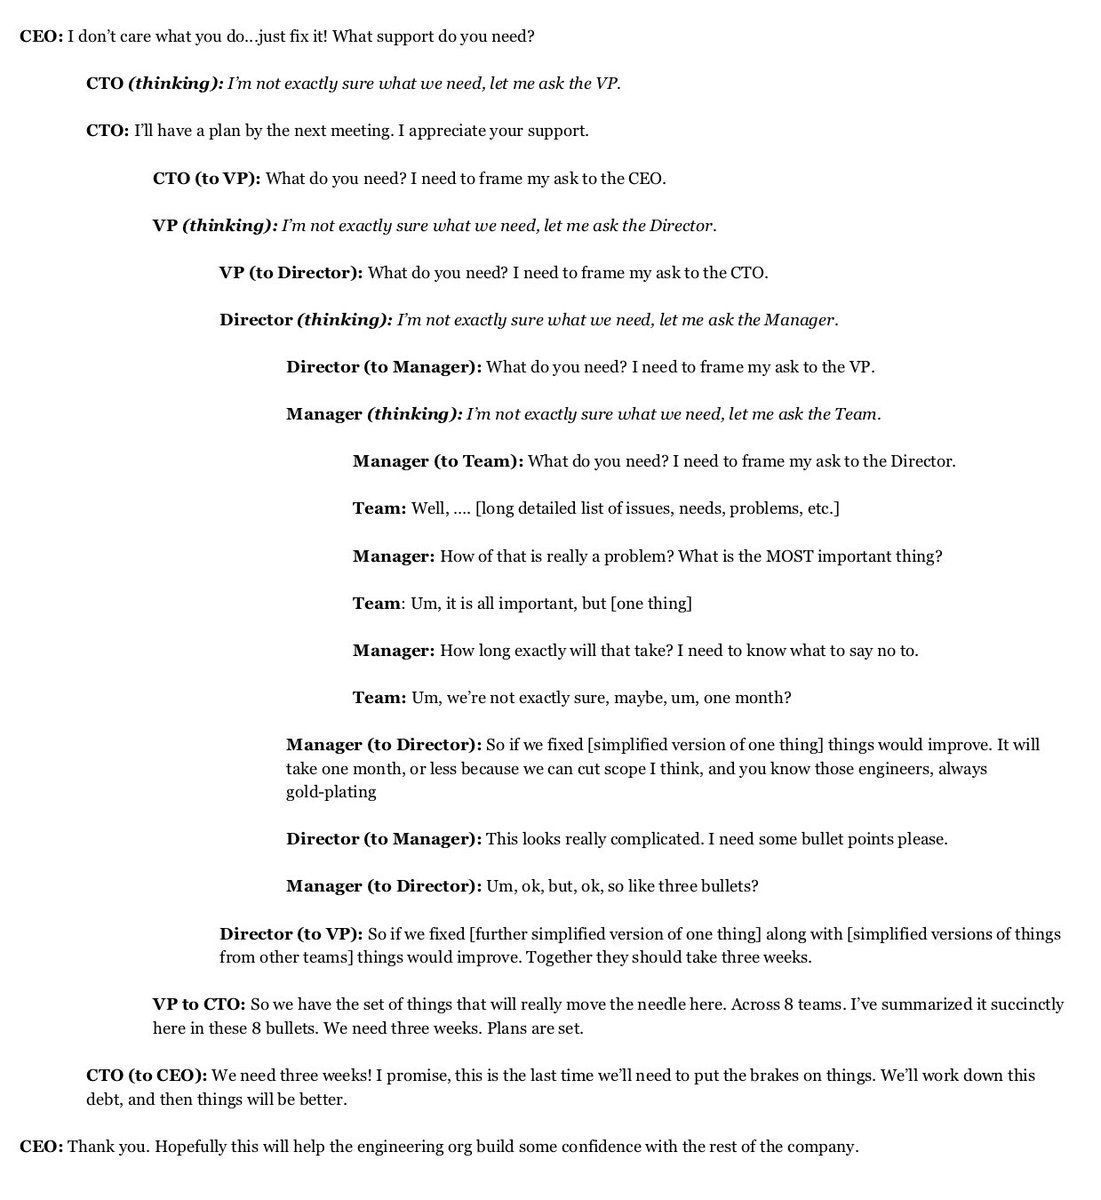 CEO: I don’t care what you do...just fix it! What support do you need?
CTO (thinking): I’m not exactly sure what we need, let me ask the VP.
CTO: I’ll have a plan by the next meeting. I appreciate your support.
CTO (to VP): What do you need? I need to frame my ask to the CEO.
VP (thinking): I’m not exactly sure what we need, let me ask the Director.
VP (to Director): What do you need? I need to frame my ask to the CTO.
Director (thinking): I’m not exactly sure what we need, let me ask the Manager.
Director (to Manager): What do you need? I need to frame my ask to the VP.
Manager (thinking): I’m not exactly sure what we need, let me ask the Team.
Manager (to Team): What do you need? I need to frame my ask to the Director.
Team: Well, .... [long detailed list of issues, needs, problems, etc.]
Manager: How of that is really a problem? What is the MOST important thing?
Team: Um, it is all important, but [one thing]
Manager: How long exactly will that take? I need to know what to say no to.
Team: Um, we’re not exactly sure, maybe, um, one month?
Manager (to Director): So if we fixed [simplified version of one thing] things would improve. It will
take one month, or less because we can cut scope I think, and you know those engineers, always
gold-plating
Director (to Manager): This looks really complicated. I need some bullet points please.
Manager (to Director): Um, ok, but, ok, so like three bullets?
Director (to VP): So if we fixed [further simplified version of one thing] along with [simplified versions of things
from other teams] things would improve. Together they should take three weeks.
VP to CTO: So we have the set of things that will really move the needle here. Across 8 teams. I’ve summarized it succinctly
here in these 8 bullets. We need three weeks. Plans are set.
CTO (to CEO): We need three weeks! I promise, this is the last time we’ll need to put the brakes on things. We’ll work down this
debt, and then things will be better.
CEO: Thank you. Hopefully this will help the engineering org build some confidence with the rest of the company.